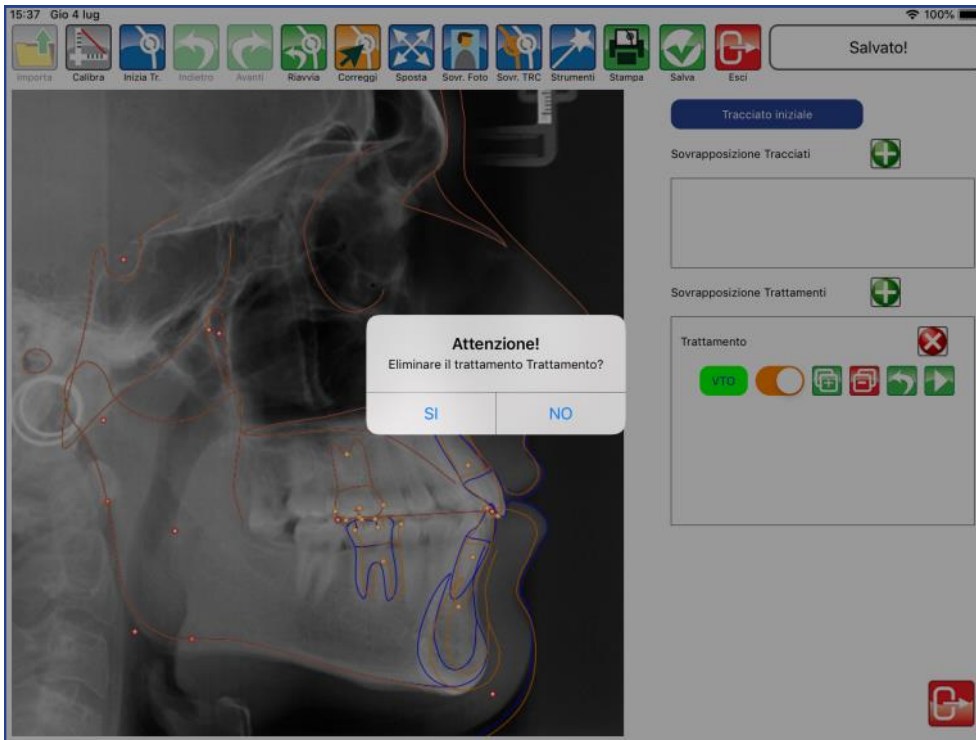 15:37 Gio 4 lug
100%
Importa Calibra Inizia Tr. Indietro Avanti Riavvia Correggi Sposta Sovr. Foto Sovr. TRC Strumenti Stampa Salva Esci
Salvato!
Tracciato iniziale
Sovrapposizione Tracciati
Sovrapposizione Trattamenti
Trattamento
VTO
Attenzione!
Eliminare il trattamento Trattamento?
SI NO